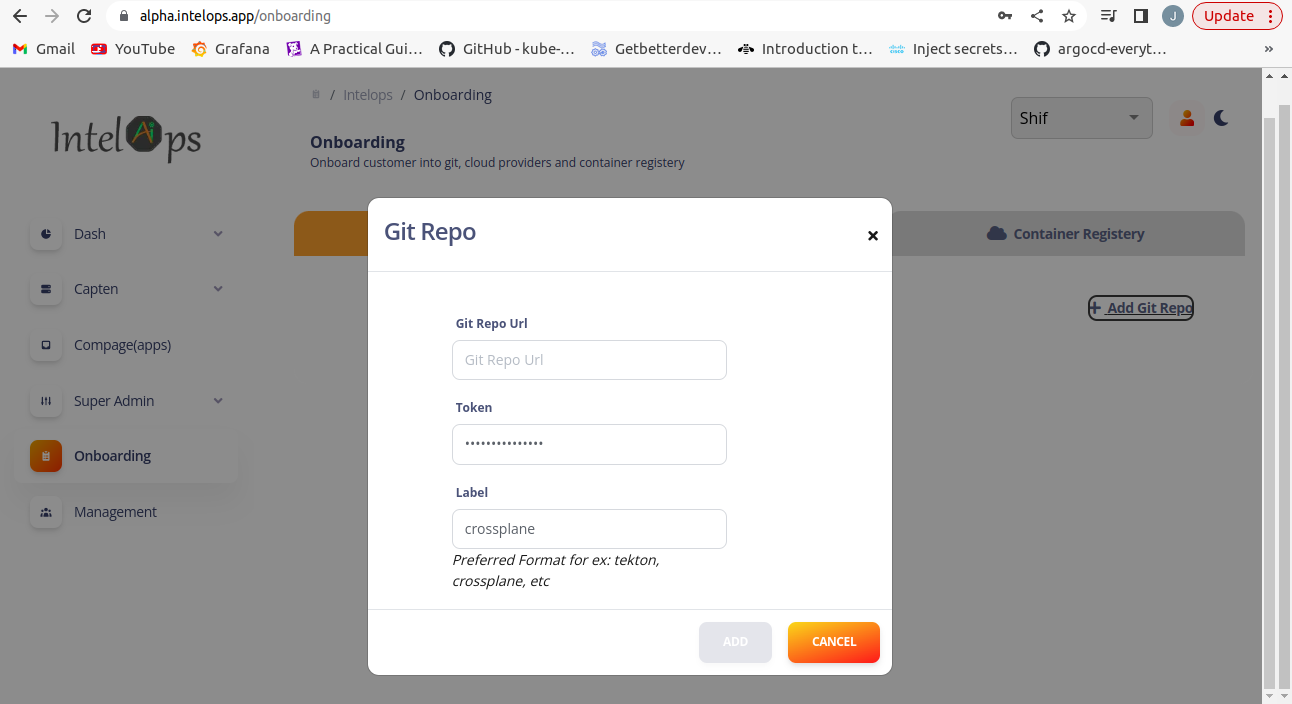 alpha.intelops.app/onboarding
J
Update
Gmail
YouTube
Grafana
A Practical Gui...
GitHub - kube-...
Getbetterdev...
Introduction t...
Inject secrets...
argocd-everyt...
»
/ Intelops / Onboarding
Intel Ai ps
Shif
Onboarding
Onboard customer into git, cloud providers and container registery
Dash
Capten
Compage(apps)
Super Admin
Onboarding
Management
Container Registery
+ Add Git Repo
Git Repo
×
Git Repo Url
Git Repo Url
Token
•••••••••••••••
Label
crossplane
Preferred Format for ex: tekton,
crossplane, etc
ADD
CANCEL